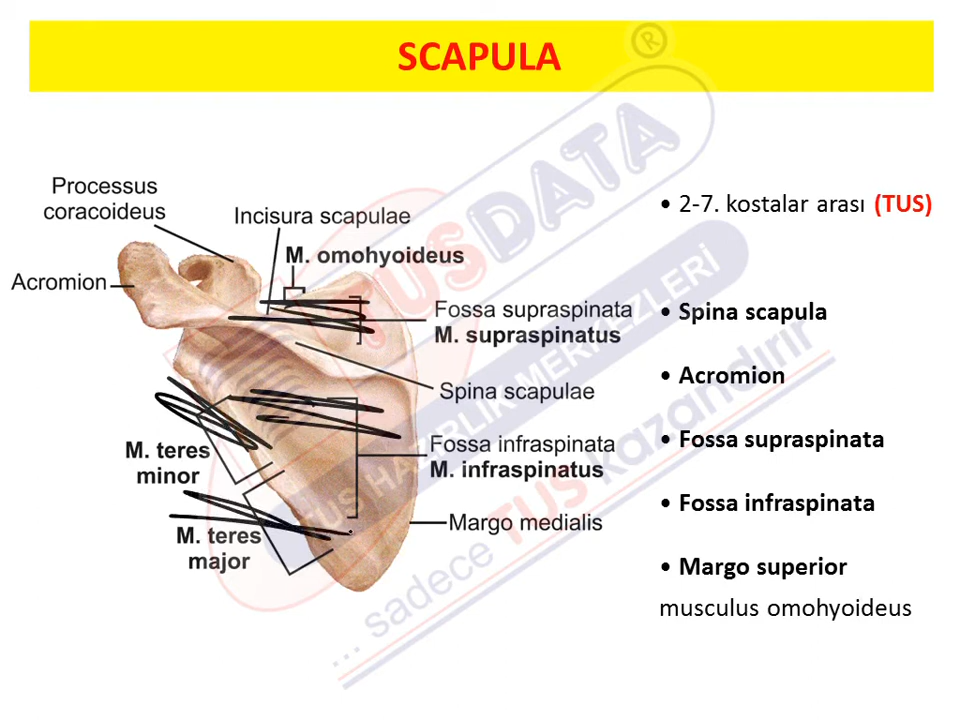 SCAPULA
Processus
coracoideus
Incisura scapulae
M. omohyoideus
Acromion
Fossa supraspinata
M. supraspinatus
Spina scapulae
M. teres
minor
Fossa infraspinata
M. infraspinatus
Margo medialis
M. teres
major
• 2-7. kostalar arası (TUS)
• Spina scapula
• Acromion
• Fossa supraspinata
• Fossa infraspinata
• Margo superior
musculus omohyoideus
TUSDATA ®
TUS HAZIRLIK MERKEZLERİ
... sadece TUS kazandırır